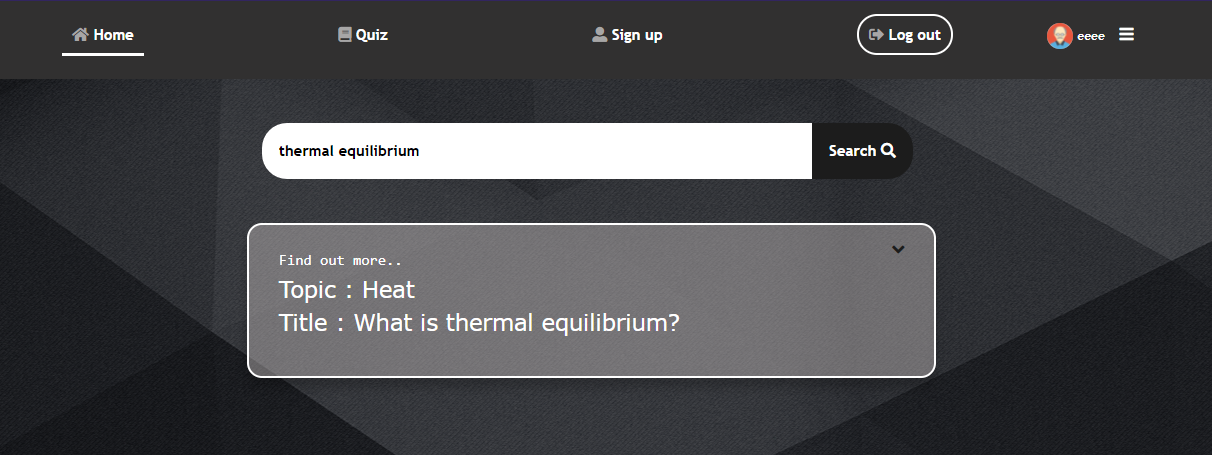 Home
Quiz
Sign up
Log out
eeee
thermal equilibrium
Search
Find out more..
Topic : Heat
Title : What is thermal equilibrium?